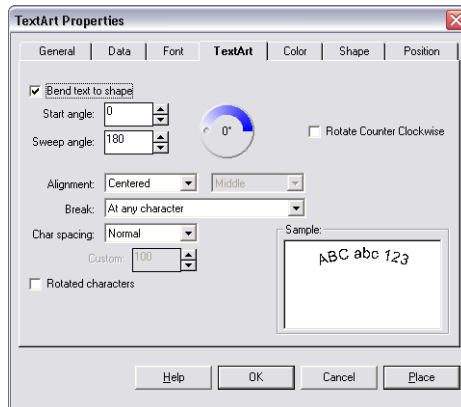 TextArt Properties
General Data Font TextArt Color Shape Position
Bend text to shape
Start angle: 0
0°
Rotate Counter Clockwise
Sweep angle: 180
Alignment: Centered Middle
Break: At any character
Char spacing: Normal
Sample:
Custom: 100
ABC abc 123
Rotated characters
Help OK Cancel Place